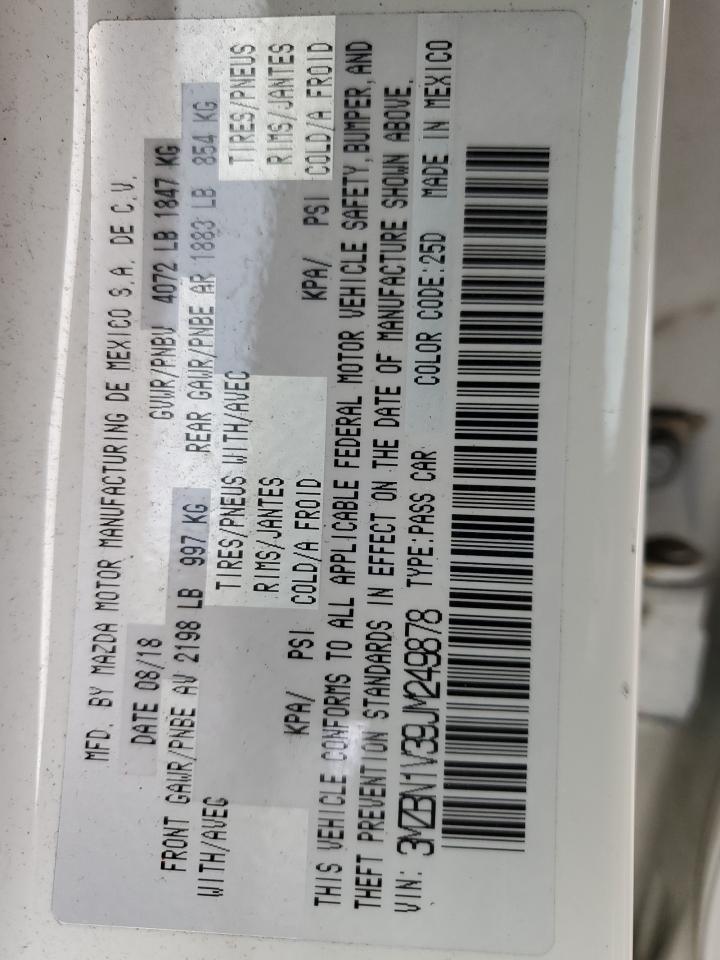 MFD. BY MAZDA MOTOR MANUFACTURING DE MEXICO S.A. DE C.V.
DATE 08/18 GVWR/PNBV 4072 LB 1847 KG
FRONT GAWR/PNBE AV 2198 LB 997 KG REAR GAWR/PNBE AR 1883 LB 854 KG
WITH/AVEC TIRES/PNEUS WITH/AVEC TIRES/PNEUS
RIMS/JANTES RIMS/JANTES
KPA/ PSI COLD/A FROID KPA/ PSI COLD/A FROID
THIS VEHICLE CONFORMS TO ALL APPLICABLE FEDERAL MOTOR VEHICLE SAFETY, BUMPER, AND
THEFT PREVENTION STANDARDS IN EFFECT ON THE DATE OF MANUFACTURE SHOWN ABOVE.
VIN: 3MZBN1V39JM249878 TYPE:PASS CAR COLOR CODE:25D MADE IN MEXICO